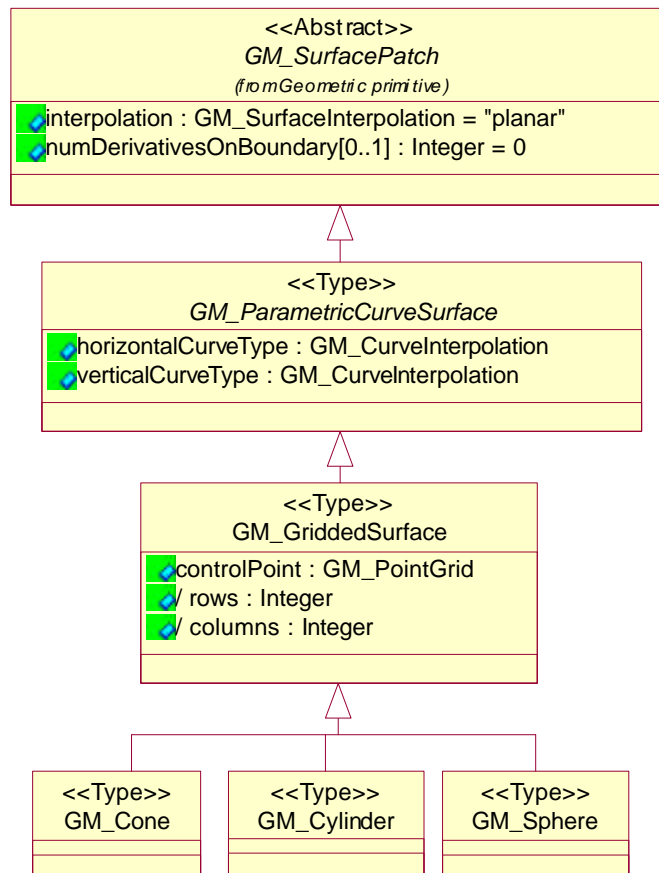 <<Abstract>>
GM_SurfacePatch
(from Geometric primitive)
interpolation : GM_SurfaceInterpolation = "planar"
numDerivativesOnBoundary[0..1] : Integer = 0
<<Type>>
GM_ParametricCurveSurface
horizontalCurveType : GM_CurveInterpolation
verticalCurveType : GM_CurveInterpolation
<<Type>>
GM_GriddedSurface
controlPoint : GM_PointGrid
/ rows : Integer
/ columns : Integer
<<Type>>
GM_Cone
<<Type>>
GM_Cylinder
<<Type>>
GM_Sphere